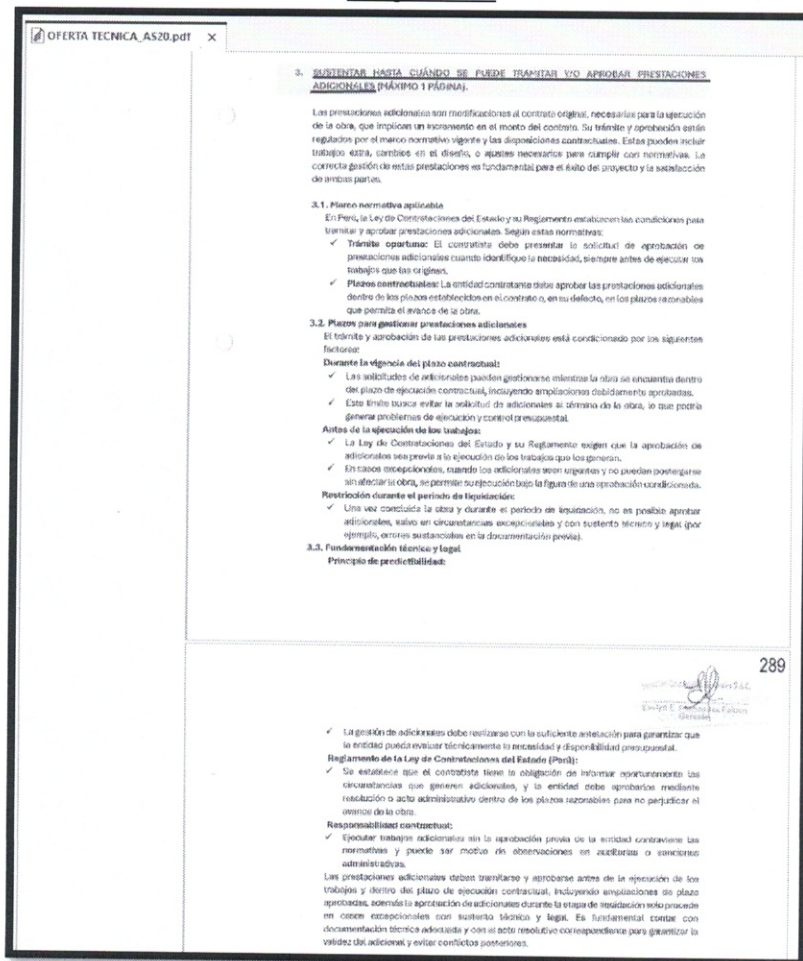 OFERTA TECNICA_AS20.pdf ×
3. SUSTENTAR HASTA CUÁNDO SE PUEDE TRAMITAR Y/O APROBAR PRESTACIONES
ADICIONALES (MÁXIMO 1 PÁGINA).
Las prestaciones adicionales son modificaciones al contrato original, necesarias para la ejecución
de la obra, que implican un incremento en el monto del contrato. Su trámite y aprobación están
regulados por el marco normativo vigente y las disposiciones contractuales. Estas pueden incluir
trabajos extra, cambios en el diseño, o ajustes necesarios para cumplir con normativas. La
correcta gestión de estas prestaciones es fundamental para el éxito del proyecto y la satisfacción
de ambas partes.
3.1. Marco normativo aplicable
En Perú, la Ley de Contrataciones del Estado y su Reglamento establecen las condiciones para
tramitar y aprobar prestaciones adicionales. Según estas normativas:
✓ Trámite oportuno: El contratista debe presentar la solicitud de aprobación de
prestaciones adicionales cuando identifique la necesidad, siempre antes de ejecutar los
trabajos que las originen.
✓ Plazos contractuales: La entidad contratante debe aprobar las prestaciones adicionales
dentro de los plazos establecidos en el contrato o, en su defecto, en los plazos razonables
que permita el avance de la obra.
3.2. Plazos para gestionar prestaciones adicionales
El trámite y aprobación de las prestaciones adicionales está condicionado por los siguientes
factores:
Durante la vigencia del plazo contractual:
✓ Las solicitudes de adicionales pueden gestionarse mientras la obra se encuentra dentro
del plazo de ejecución contractual, incluyendo ampliaciones debidamente aprobadas.
✓ Este límite busca evitar la solicitud de adicionales al término de la obra, lo que podría
generar problemas de ejecución y control presupuestal.
Antes de la ejecución de los trabajos:
✓ La Ley de Contrataciones del Estado y su Reglamento exigen que la aprobación de
adicionales sea previa a la ejecución de los trabajos que los generan.
✓ En casos excepcionales, cuando los adicionales sean urgentes y no puedan postergarse
sin afectar la obra, se permite su ejecución bajo la figura de una aprobación condicionada.
Restricción durante el periodo de liquidación:
✓ Una vez concluida la obra y durante el periodo de liquidación, no es posible aprobar
adicionales, salvo en circunstancias excepcionales y con sustento técnico y legal (por
ejemplo, errores sustanciales en la documentación previa).
3.3. Fundamentación técnica y legal
Principio de predictibilidad:
289
Gerente
✓ La gestión de adicionales debe realizarse con la suficiente antelación para garantizar que
la entidad pueda evaluar técnicamente la necesidad y disponibilidad presupuestal.
Reglamento de la Ley de Contrataciones del Estado (Perú):
✓ Se establece que el contratista tiene la obligación de informar oportunamente las
circunstancias que generen adicionales, y la entidad debe aprobarlos mediante
resolución o acto administrativo dentro de los plazos razonables para no perjudicar el
avance de la obra.
Responsabilidad contractual:
✓ Ejecutar trabajos adicionales sin la aprobación previa de la entidad contraviene las
normativas y puede ser motivo de observaciones en auditorías o sanciones
administrativas.
Las prestaciones adicionales deben tramitarse y aprobarse antes de la ejecución de los
trabajos y dentro del plazo de ejecución contractual, incluyendo ampliaciones de plazo
aprobadas, además la aprobación de adicionales durante la etapa de liquidación solo procede
en casos excepcionales con sustento técnico y legal. Es fundamental contar con
documentación técnica adecuada y con el acto resolutivo correspondiente para garantizar la
validez del adicional y evitar conflictos posteriores.